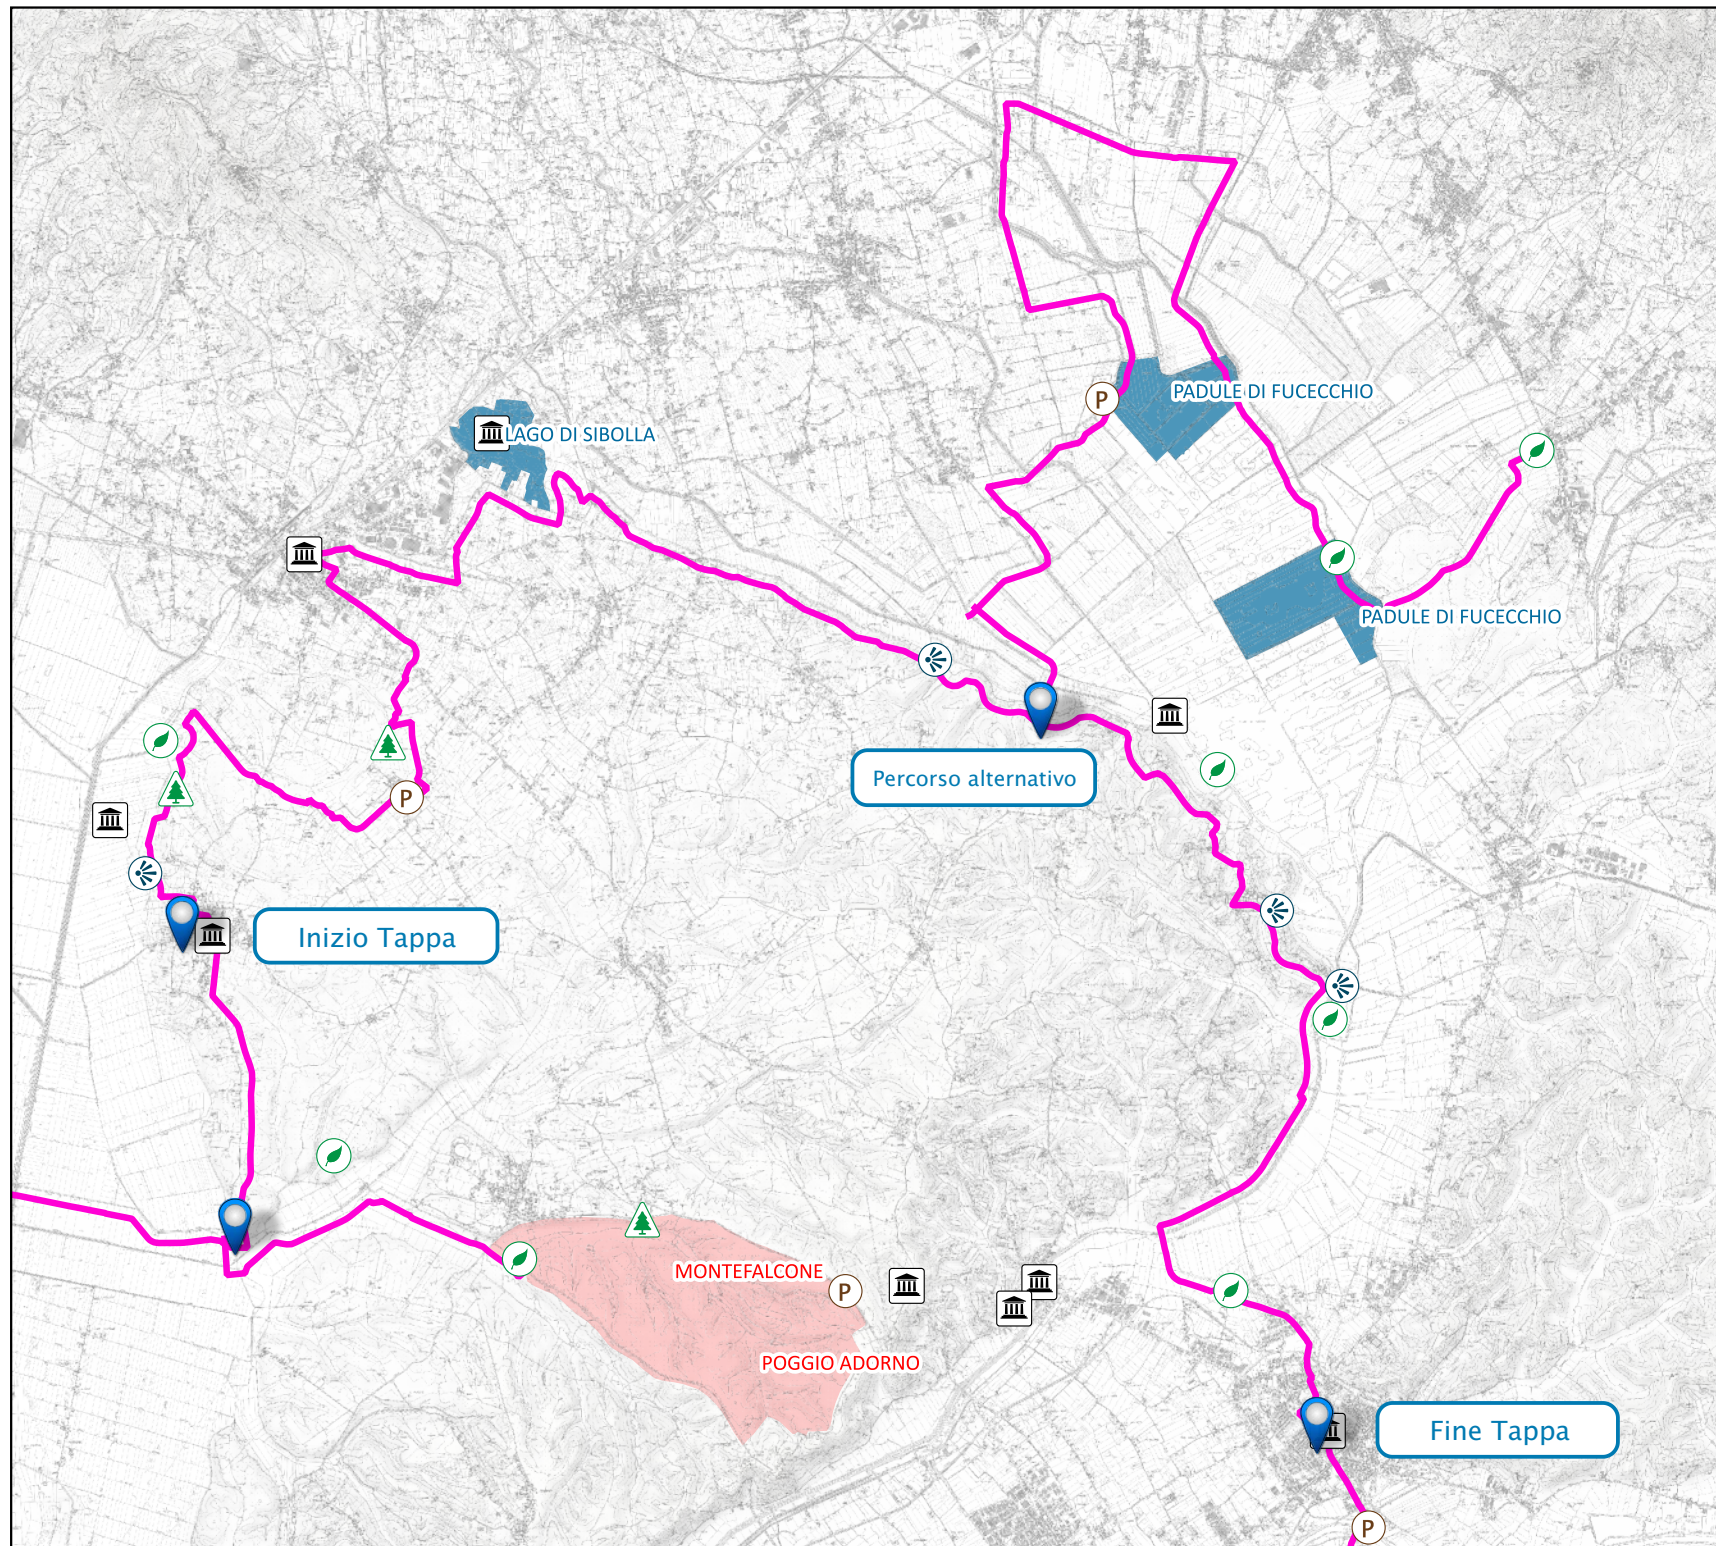 PADULE DI FUCECCHIO
LAGO DI SIBOLLA
P
PADULE DI FUCECCHIO
Percorso alternativo
P
Inizio Tappa
MONTEFALCONE
P
POGGIO ADORNO
Fine Tappa
P